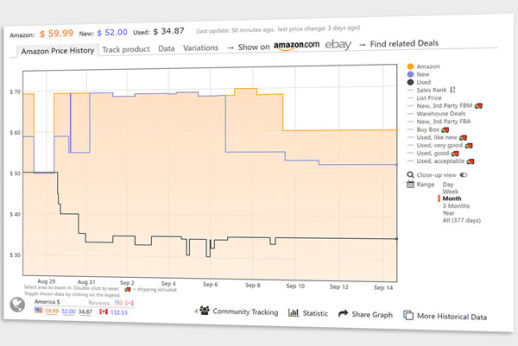 Amazon: $ 59.99 New: $ 52.00 Used: $ 34.87 (last update: 30 minutes ago, last price change: 3 days ago)
Amazon Price History Track product Data Variations → Show on amazon.com ebay → Find related Deals
$ 70
$ 60
$ 50
$ 40
$ 30
Aug 29 Aug 31 Sep 2 Sep 4 Sep 6 Sep 8 Sep 10 Sep 12 Sep 14
Amazon
New
Used
Sales Rank
List Price
New, 3rd Party FBM
Warehouse Deals
New, 3rd Party FBA
Buy Box
Used, like new
Used, very good
Used, good
Used, acceptable
Close-up view
Range
Day
Week
Month
3 Months
Year
All (377 days)
Select area to zoom in. Double-click to reset. = shipping included
Toggle shown data by clicking on the legend.
America $ Reviews:
59.99 52.00 34.87 132.53
4 Community Tracking Statistic Share Graph More Historical Data